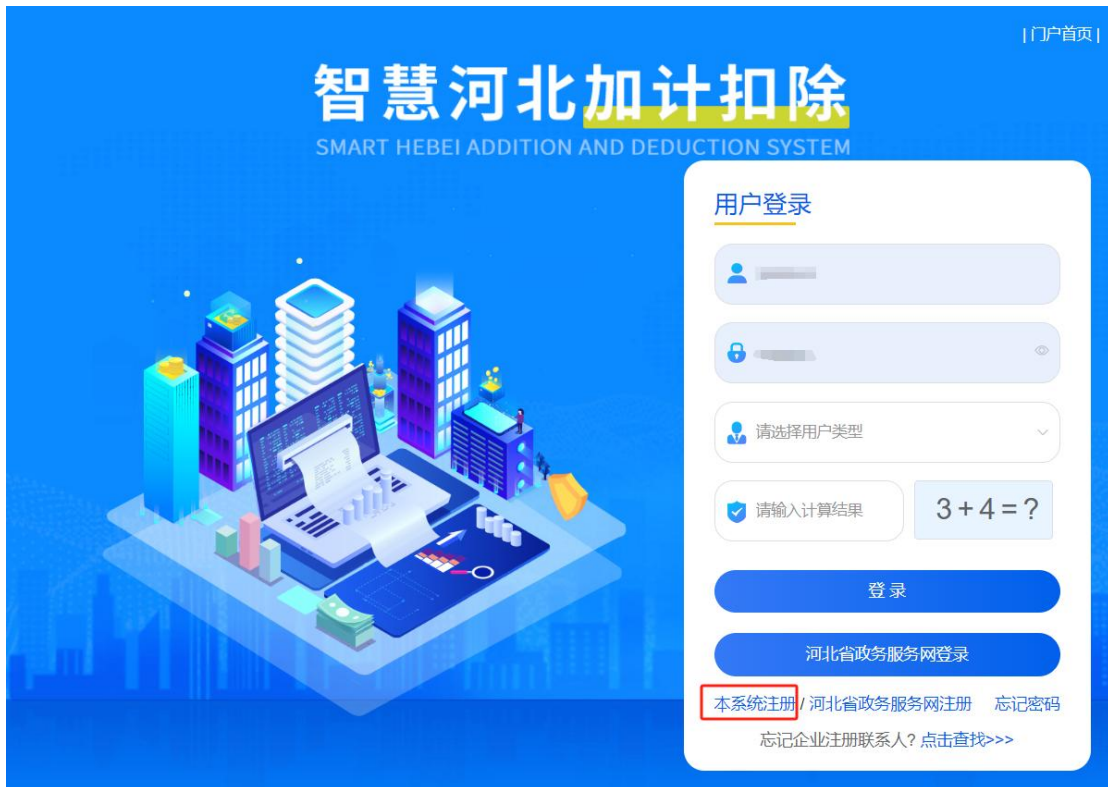 |门户首页|
智慧河北加计扣除
SMART HEBEI ADDITION AND DEDUCTION SYSTEM
用户登录
请选择用户类型
请输入计算结果 3+4=?
登录
河北省政务服务网登录
本系统注册/河北省政务服务网注册 忘记密码
忘记企业注册联系人?点击查找>>>